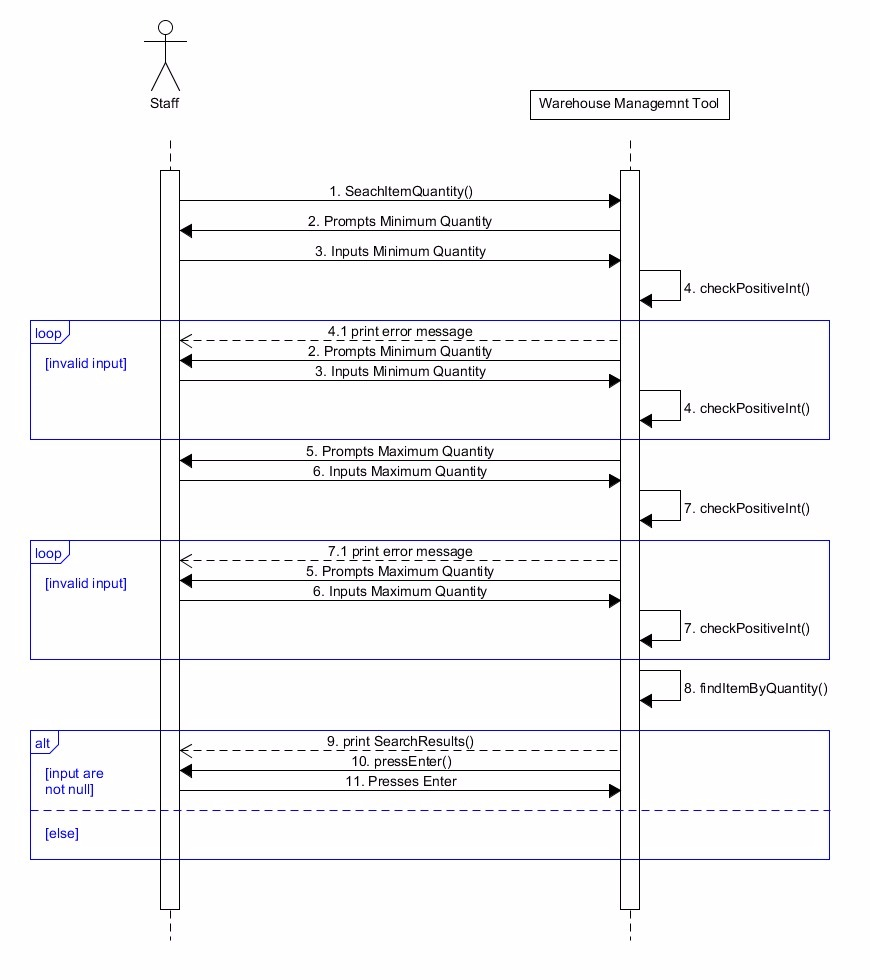 Staff
Warehouse Managemnt Tool
1. SeachItemQuantity()
2. Prompts Minimum Quantity
3. Inputs Minimum Quantity
4. checkPositiveInt()
loop
4.1 print error message
[invalid input]
2. Prompts Minimum Quantity
3. Inputs Minimum Quantity
4. checkPositiveInt()
5. Prompts Maximum Quantity
6. Inputs Maximum Quantity
7. checkPositiveInt()
loop
7.1 print error message
[invalid input]
5. Prompts Maximum Quantity
6. Inputs Maximum Quantity
7. checkPositiveInt()
8. findItemByQuantity()
alt
9. print SearchResults()
10. pressEnter()
[input are
not null]
11. Presses Enter
[else]